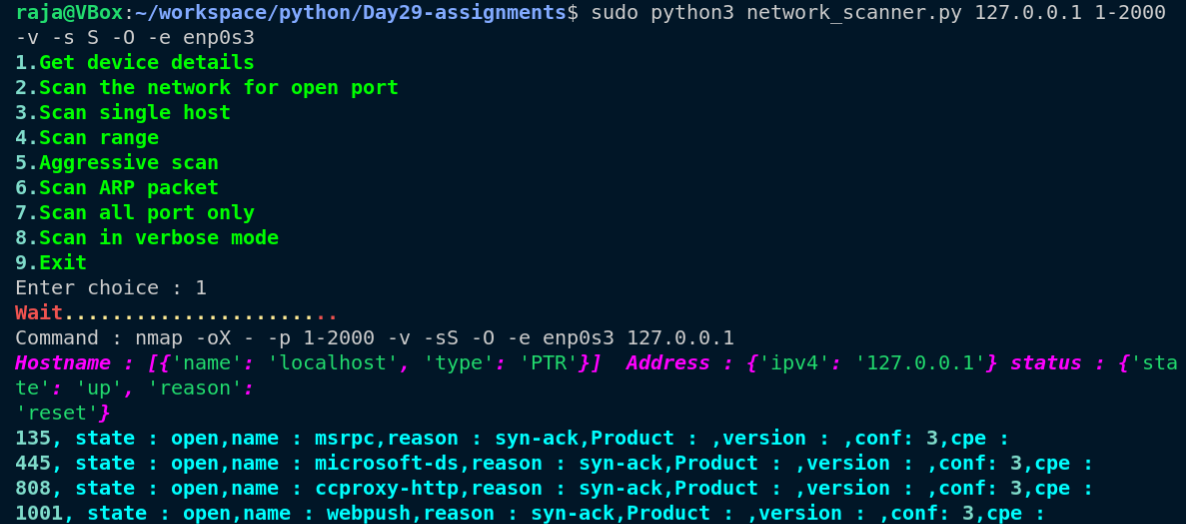 raja@VBox:~/workspace/python/Day29-assignments$ sudo python3 network_scanner.py 127.0.0.1 1-2000
-v -s S -O -e enp0s3
1.Get device details
2.Scan the network for open port
3.Scan single host
4.Scan range
5.Aggressive scan
6.Scan ARP packet
7.Scan all port only
8.Scan in verbose mode
9.Exit
Enter choice : 1
Wait.......................
Command : nmap -oX - -p 1-2000 -v -sS -O -e enp0s3 127.0.0.1
Hostname : [{'name': 'localhost', 'type': 'PTR'}]  Address : {'ipv4': '127.0.0.1'} status : {'sta
te': 'up', 'reason':
'reset'}
135, state : open,name : msrpc,reason : syn-ack,Product : ,version : ,conf: 3,cpe :
445, state : open,name : microsoft-ds,reason : syn-ack,Product : ,version : ,conf: 3,cpe :
808, state : open,name : ccproxy-http,reason : syn-ack,Product : ,version : ,conf: 3,cpe :
1001, state : open,name : webpush,reason : syn-ack,Product : ,version : ,conf: 3,cpe :